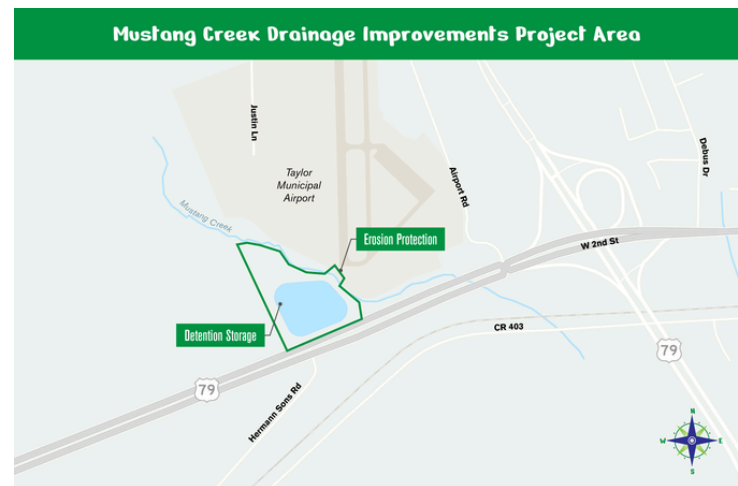 Mustang Creek Drainage Improvements Project Area
Justin Ln
Debus Dr
Taylor
Municipal
Airport
Airport Rd
Mustang Creek
Erosion Protection
W 2nd St
CR 403
Detention Storage
79
79
Hermann Sons Rd
N
W
E
S